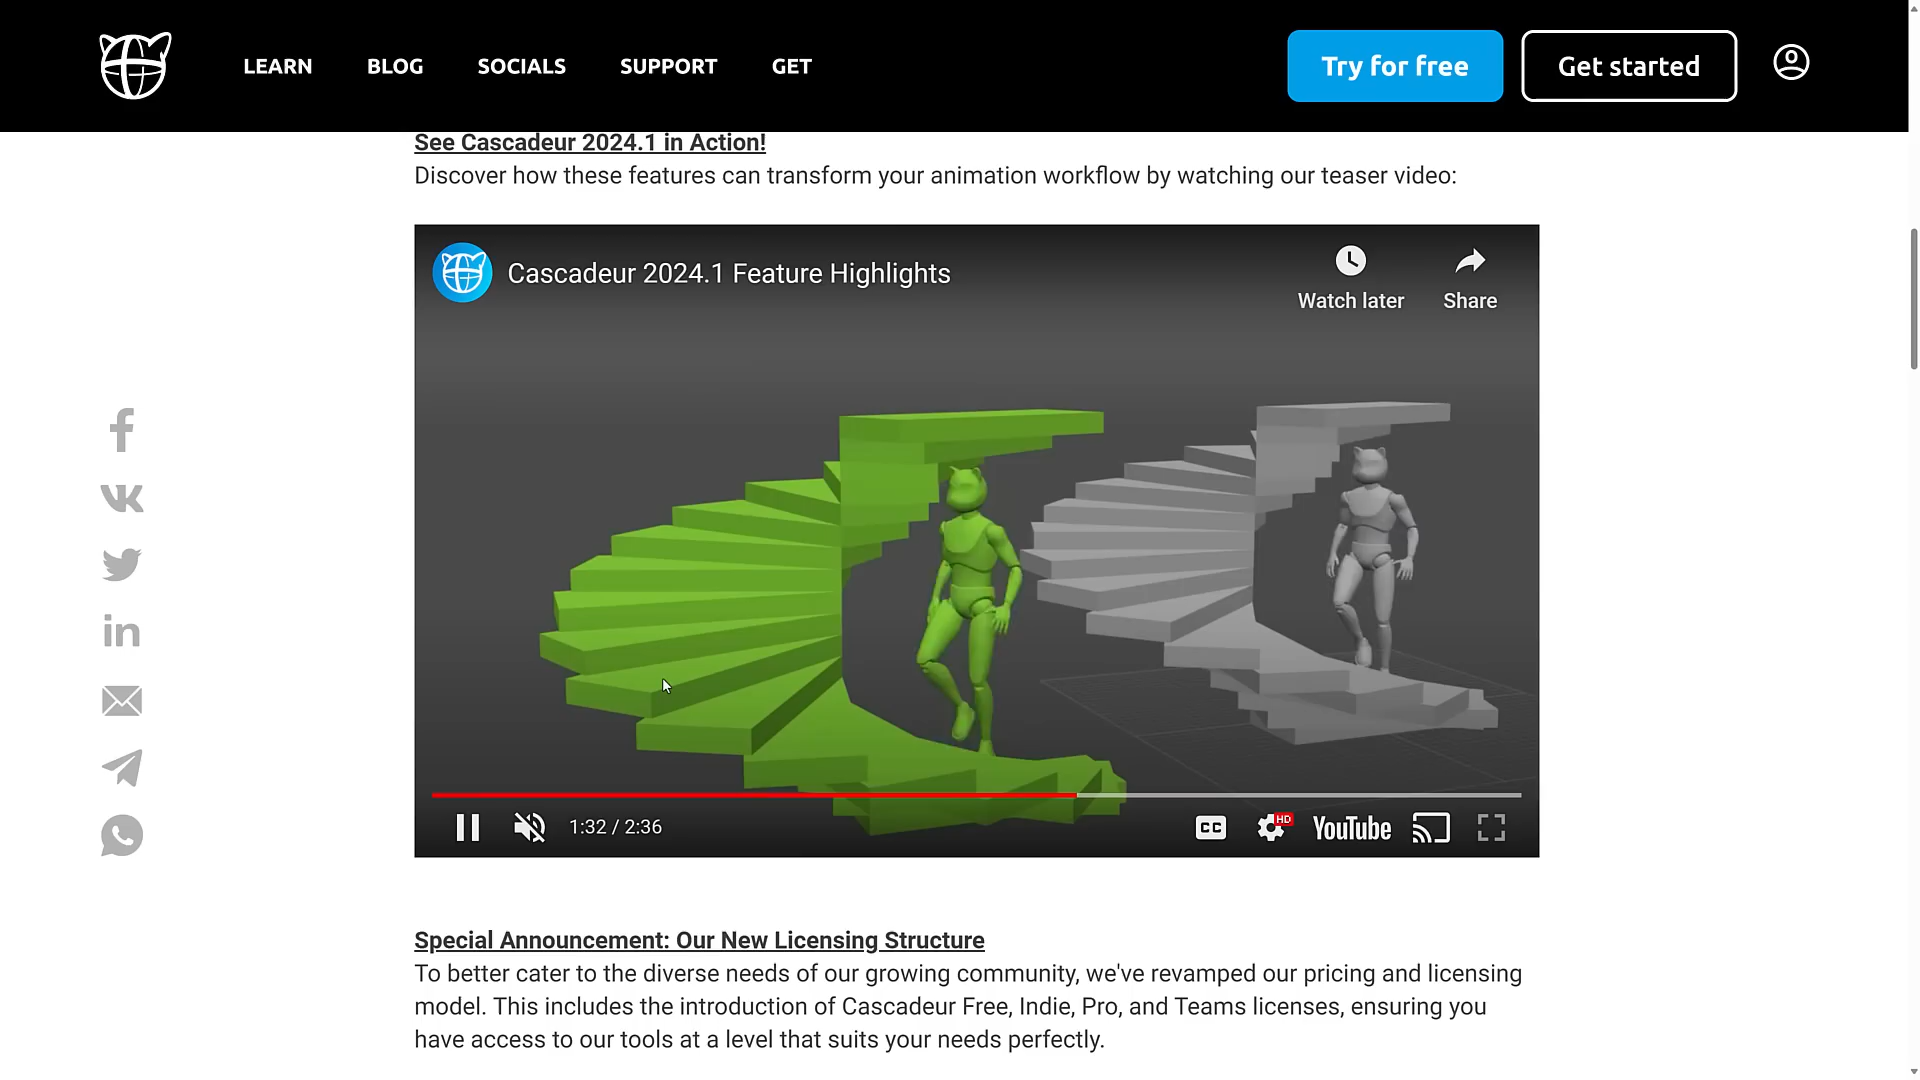 LEARN BLOG SOCIALS SUPPORT GET Try for free Get started
See Cascadeur 2024.1 in Action!
Discover how these features can transform your animation workflow by watching our teaser video:
Cascadeur 2024.1 Feature Highlights
Watch later Share
1:32 / 2:36 CC HD YouTube
Special Announcement: Our New Licensing Structure
To better cater to the diverse needs of our growing community, we've revamped our pricing and licensing
model. This includes the introduction of Cascadeur Free, Indie, Pro, and Teams licenses, ensuring you
have access to our tools at a level that suits your needs perfectly.